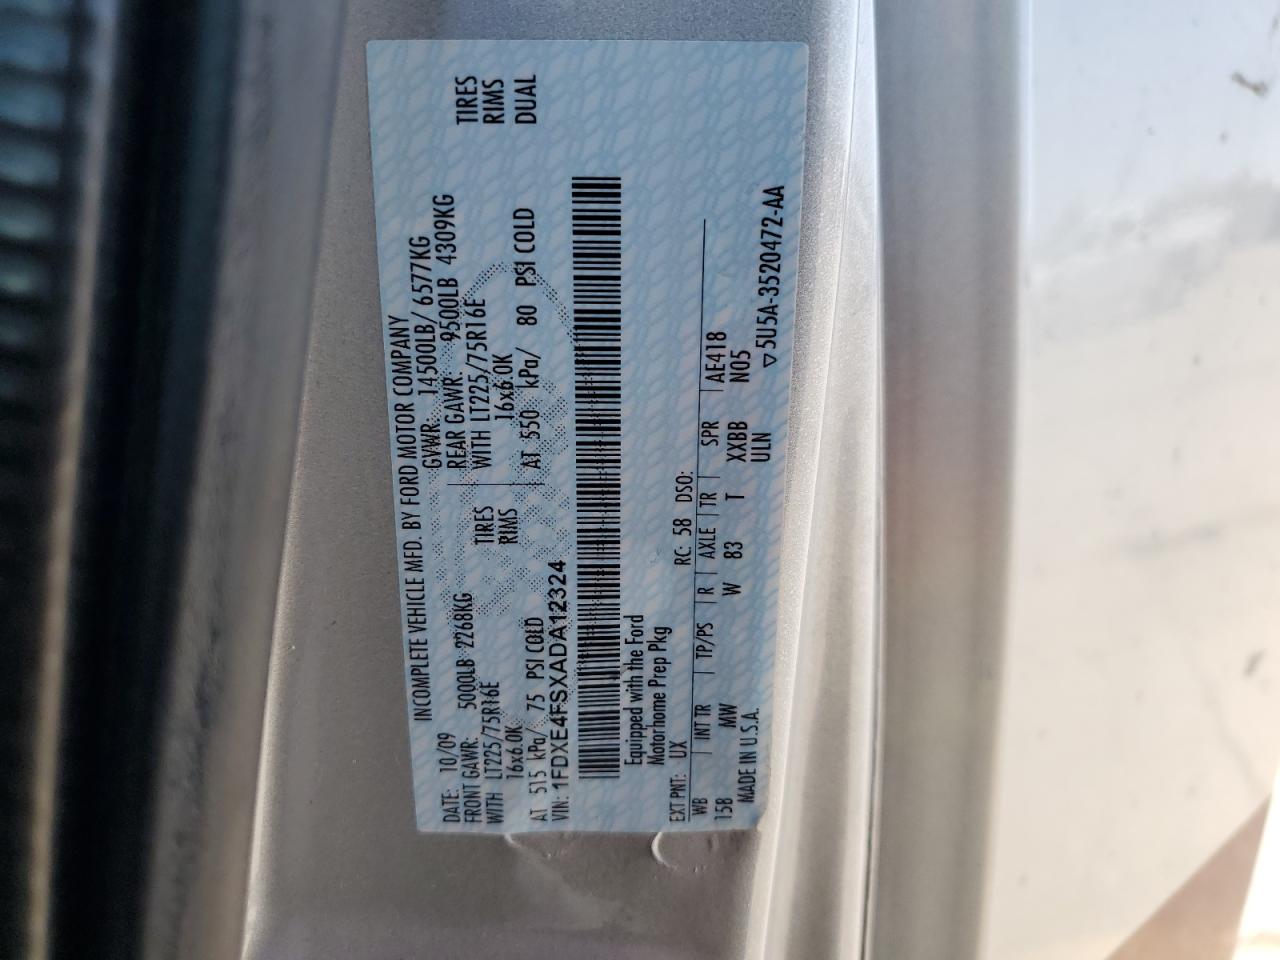 INCOMPLETE VEHICLE MFD. BY FORD MOTOR COMPANY
DATE: 10/09 GVWR: 14500LB/ 6577KG
FRONT GAWR: 5000LB 2268KG REAR GAWR: 9500LB 4309KG
WITH LT225/75R16E TIRES WITH LT225/75R16E TIRES
16x6.0K RIMS 16x6.0K RIMS
AT 515 kPa/ 75 PSI COLD AT 550 kPa/ 80 PSI COLD DUAL
VIN: 1FDXE4FSXADA12324
Equipped with the Ford
Motorhome Prep Pkg
EXT PNT: UX RC 58 DSO:
WB INT TR TP/PS R AXLE TR SPR AE418
158 MW W 83 T XXBB N05
MADE IN U.S.A. ULN ▽5U5A-3520472-AA